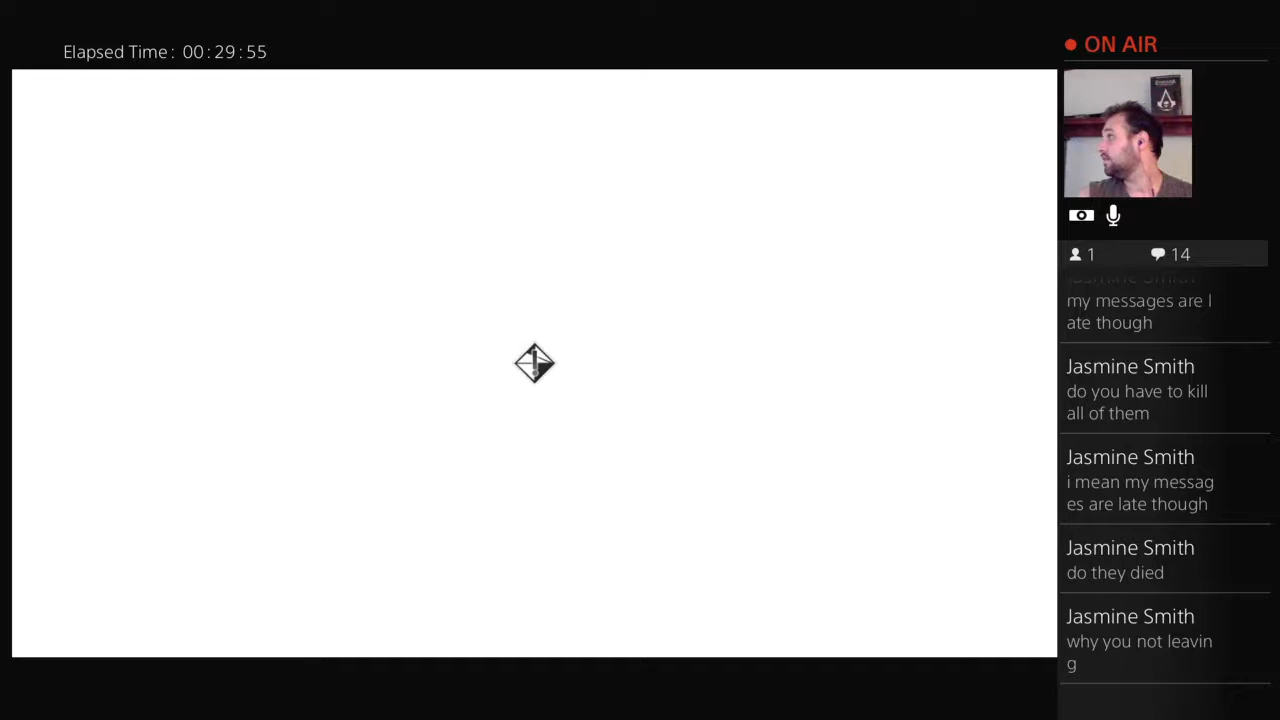 Elapsed Time: 00:29:55
ON AIR
1
14
Jasmine Smith
my messages are l
ate though
Jasmine Smith
do you have to kill
all of them
Jasmine Smith
i mean my messag
es are late though
Jasmine Smith
do they died
Jasmine Smith
why you not leavin
g